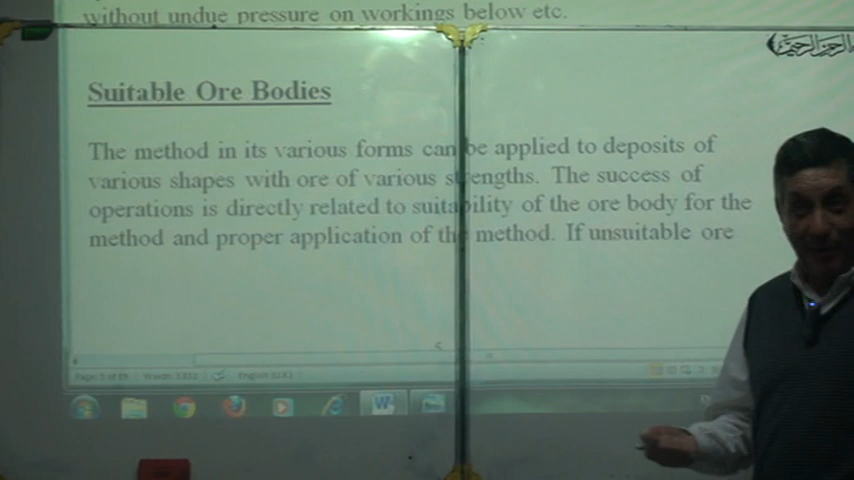 without undue pressure on workings below etc.
Suitable Ore Bodies
The method in its various forms can be applied to deposits of
various shapes with ore of various strengths. The success of
operations is directly related to suitability of the ore body for the
method and proper application of the method. If unsuitable ore
English (U.K.)